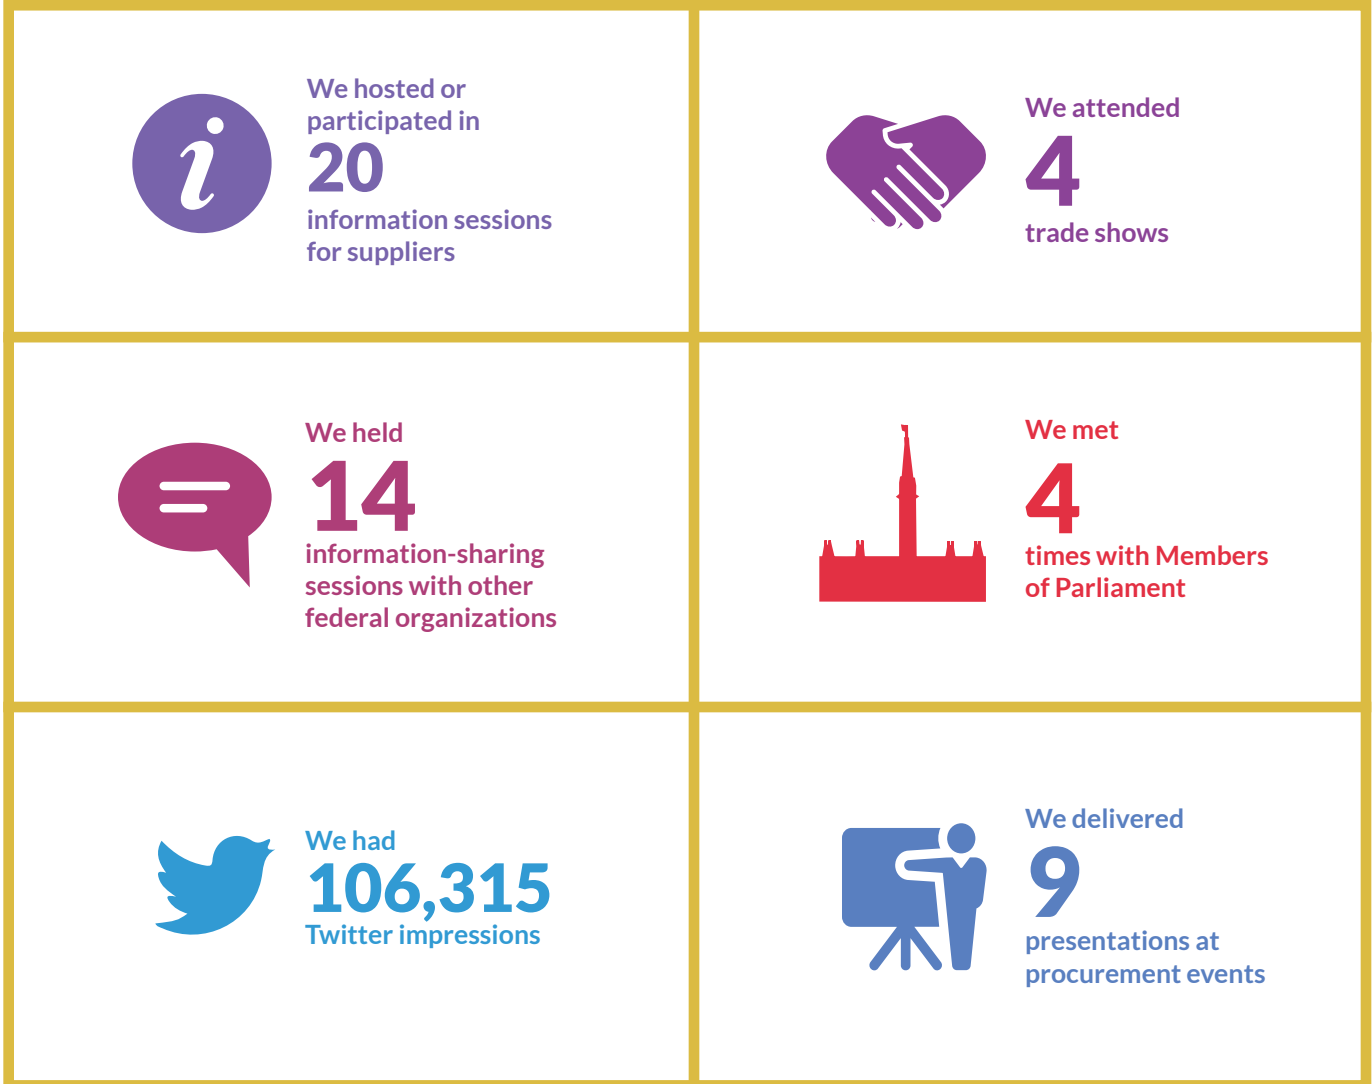 We hosted or
participated in
20
information sessions
for suppliers
We attended
4
trade shows
We held
14
information-sharing
sessions with other
federal organizations
We met
4
times with Members
of Parliament
We had
106,315
Twitter impressions
We delivered
9
presentations at
procurement events